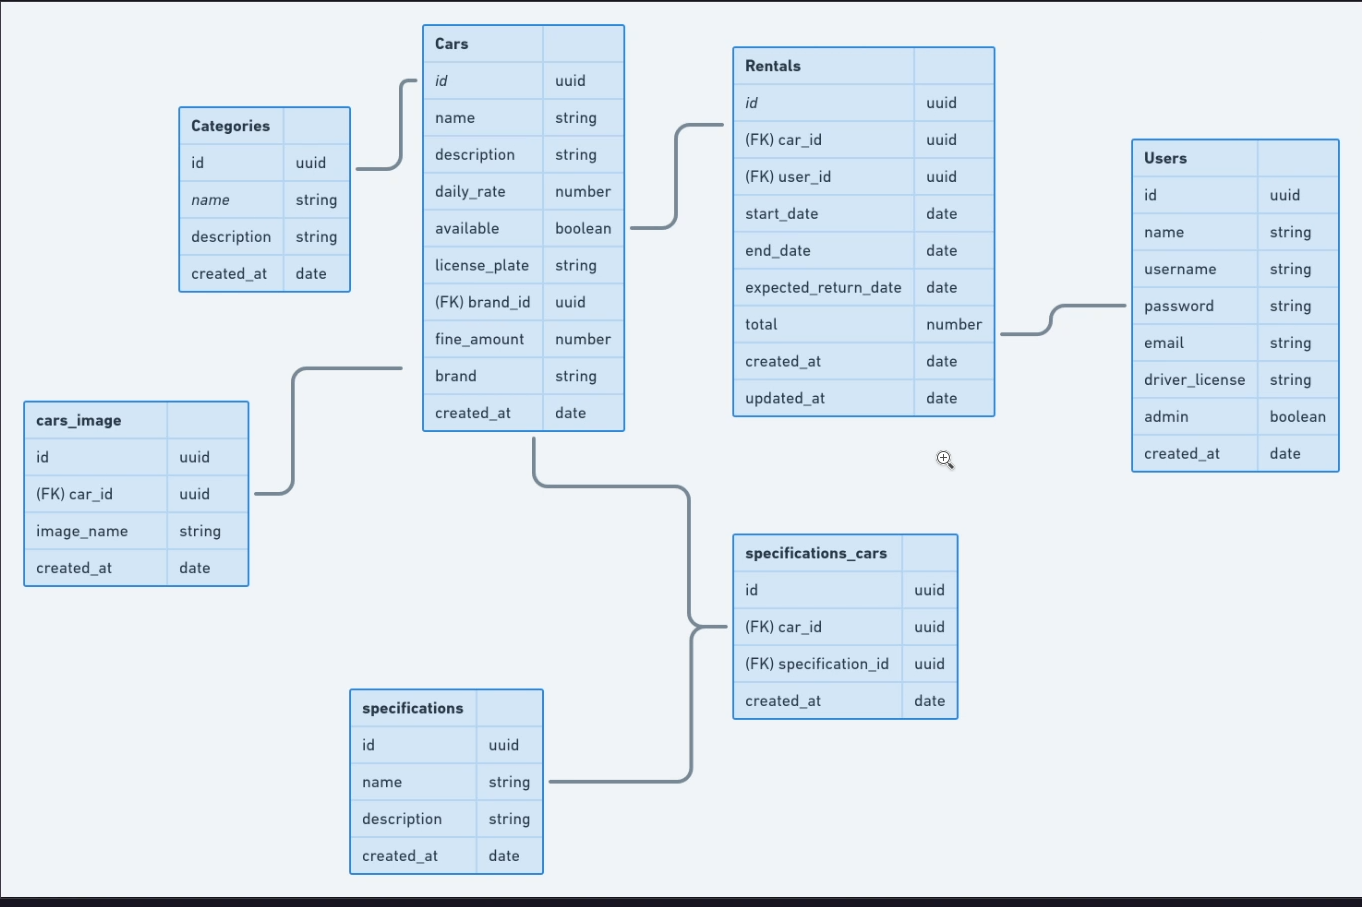 Categories
id uuid
name string
description string
created_at date
Cars
id uuid
name string
description string
daily_rate number
available boolean
license_plate string
(FK) brand_id uuid
fine_amount number
brand string
created_at date
Rentals
id uuid
(FK) car_id uuid
(FK) user_id uuid
start_date date
end_date date
expected_return_date date
total number
created_at date
updated_at date
Users
id uuid
name string
username string
password string
email string
driver_license string
admin boolean
created_at date
cars_image
id uuid
(FK) car_id uuid
image_name string
created_at date
specifications_cars
id uuid
(FK) car_id uuid
(FK) specification_id uuid
created_at date
specifications
id uuid
name string
description string
created_at date